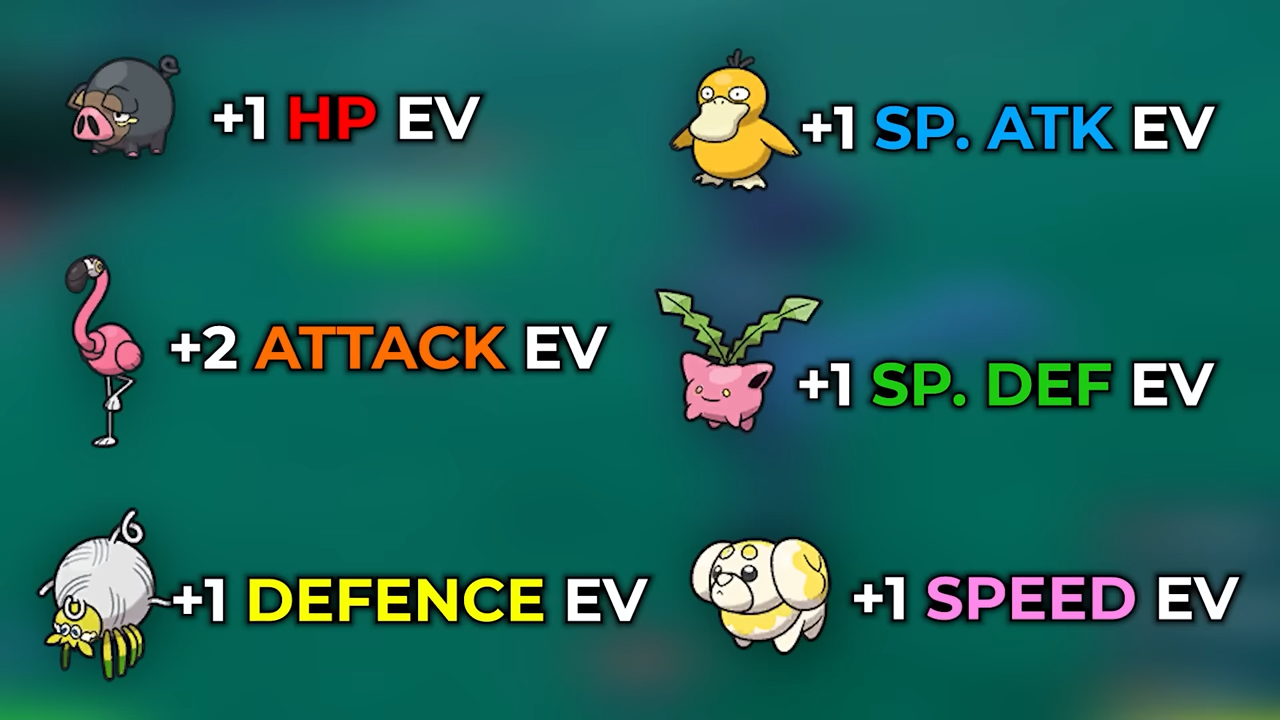 +1 HP EV
+1 SP. ATK EV
+2 ATTACK EV
+1 SP. DEF EV
+1 DEFENCE EV
+1 SPEED EV